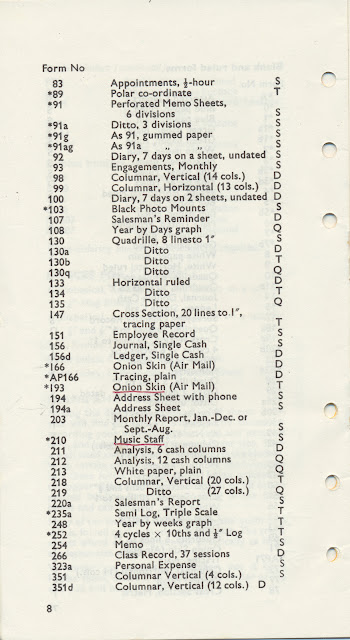 Form No
83 Appointments, ½-hour S
*89 Polar co-ordinate T
*91 Perforated Memo Sheets,
6 divisions S
*91a Ditto, 3 divisions S
*91g As 91, gummed paper S
*91ag As 91a ,, ,, S
92 Diary, 7 days on a sheet, undated S
93 Engagements, Monthly S
98 Columnar, Vertical (14 cols.) D
99 Columnar, Horizontal (13 cols.) D
100 Diary, 7 days on 2 sheets, undated D
*103 Black Photo Mounts S
107 Salesman's Reminder D
108 Year by Days graph Q
130 Quadrille, 8 linesto 1″ S
130a Ditto D
130b Ditto T
130q Ditto Q
133 Horizontal ruled D
134 Ditto T
135 Ditto Q
147 Cross Section, 20 lines to 1″,
tracing paper T
151 Employee Record S
156 Journal, Single Cash S
156d Ledger, Single Cash D
*166 Onion Skin (Air Mail) D
*AP166 Tracing, plain D
*193 Onion Skin (Air Mail) T
194 Address Sheet with phone S
194a Address Sheet S
203 Monthly Report, Jan.-Dec. or
Sept.-Aug. S
*210 Music Staff S
211 Analysis, 6 cash columns D
212 Analysis, 12 cash columns Q
213 White paper, plain Q
218 Columnar, Vertical (20 cols.) T
219 Ditto (27 cols.) Q
220a Salesman's Report S
*235a Semi Log, Triple Scale T
248 Year by weeks graph T
*252 4 cycles × 10ths and ½″ Log T
254 Memo S
266 Class Record, 37 sessions D
323a Personal Expense S
351 Columnar Vertical (4 cols.) S
351d Columnar, Vertical (12 cols.) D
8